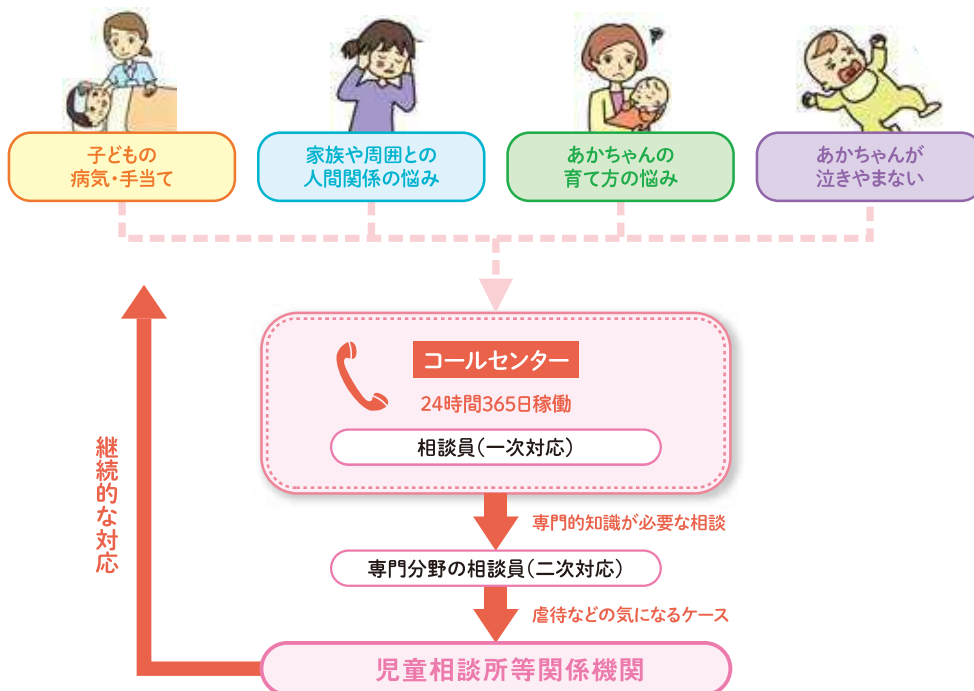 子どもの
病気・手当て
家族や周囲との
人間関係の悩み
あかちゃんの
育て方の悩み
あかちゃんが
泣きやまない
コールセンター
24時間365日稼働
相談員(一次対応)
専門的知識が必要な相談
専門分野の相談員(二次対応)
虐待などの気になるケース
児童相談所等関係機関
継続的な対応